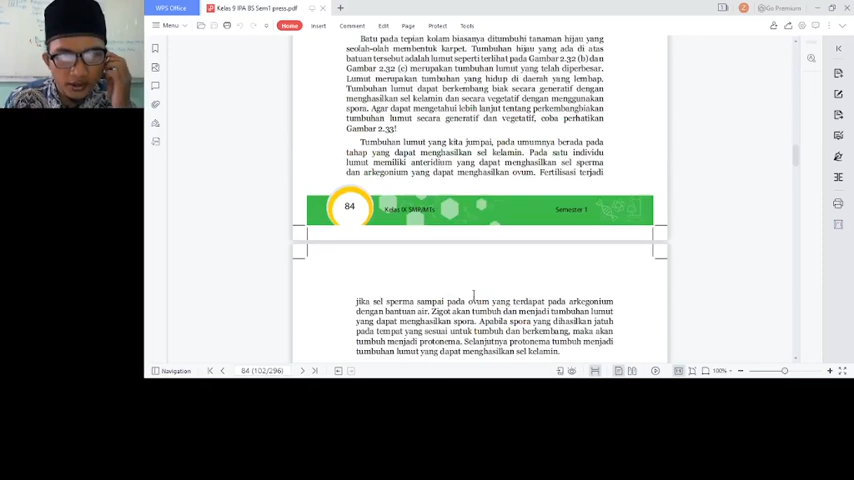 WPS Office
Kelas 9 IPA BS Sem1 press.pdf
Go Premium
Menu
Home
Insert
Comment
Edit
Page
Protect
Tools
Batu pada tepian kolam biasanya ditumbuhi tanaman hijau yang
seolah-olah membentuk karpet. Tumbuhan hijau yang ada di atas
batuan tersebut adalah lumut seperti terlihat pada Gambar 2.32 (b) dan
Gambar 2.32 (c) merupakan tumbuhan lumut yang telah diperbesar.
Lumut merupakan tumbuhan yang hidup di daerah yang lembap.
Tumbuhan lumut dapat berkembang biak secara generatif dengan
menghasilkan sel kelamin dan secara vegetatif dengan menggunakan
spora. Agar dapat mengetahui lebih lanjut tentang perkembangbiakan
tumbuhan lumut secara generatif dan vegetatif, coba perhatikan
Gambar 2.33!
Tumbuhan lumut yang kita jumpai, pada umumnya berada pada
tahap yang dapat menghasilkan sel kelamin. Pada satu individu
lumut memiliki anteridium yang dapat menghasilkan sel sperma
dan arkegonium yang dapat menghasilkan ovum. Fertilisasi terjadi
84
Kelas IX SMP/MTs
Semester 1
jika sel sperma sampai pada ovum yang terdapat pada arkegonium
dengan bantuan air. Zigot akan tumbuh dan menjadi tumbuhan lumut
yang dapat menghasilkan spora. Apabila spora yang dihasilkan jatuh
pada tempat yang sesuai untuk tumbuh dan berkembang, maka akan
tumbuh menjadi protonema. Selanjutnya protonema tumbuh menjadi
tumbuhan lumut yang dapat menghasilkan sel kelamin.
Navigation
84 (102/296)
100%